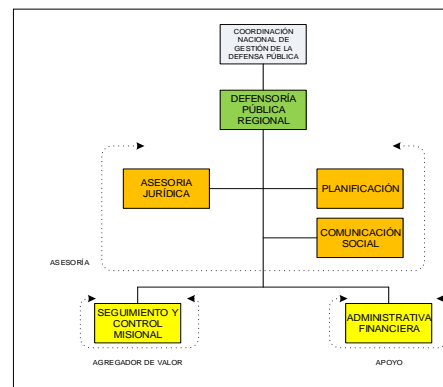 COORDINACIÓN
NACIONAL DE
GESTIÓN DE LA
DEFENSA PÚBLICA
DEFENSORÍA
PÚBLICA
REGIONAL
ASESORIA
JURÍDICA
PLANIFICACIÓN
COMUNICACIÓN
SOCIAL
ASESORÍA
SEGUIMIENTO Y
CONTROL
MISIONAL
ADMINISTRATIVA
FINANCIERA
AGREGADOR DE VALOR
APOYO